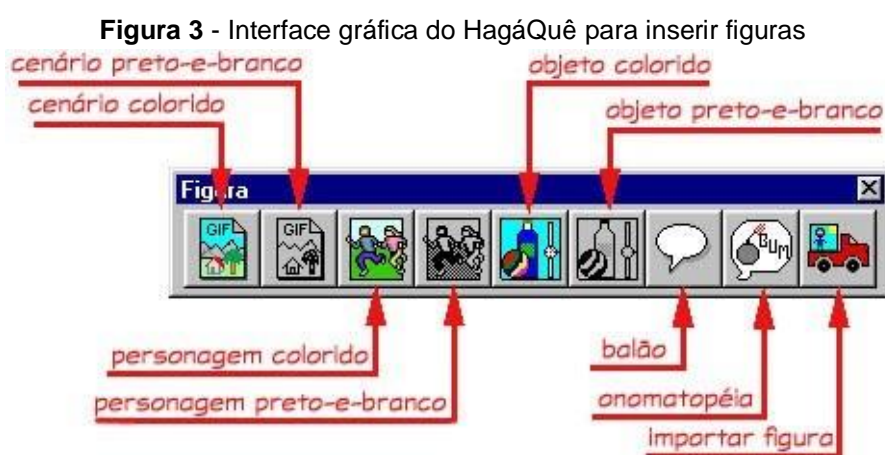 Figura 3 - Interface gráfica do HagáQuê para inserir figuras
cenário preto-e-branco
objeto colorido
cenário colorido
objeto preto-e-branco
Figura
GIF
GIF
BUM
personagem colorido
balão
personagem preto-e-branco
onomatopéia
importar figura